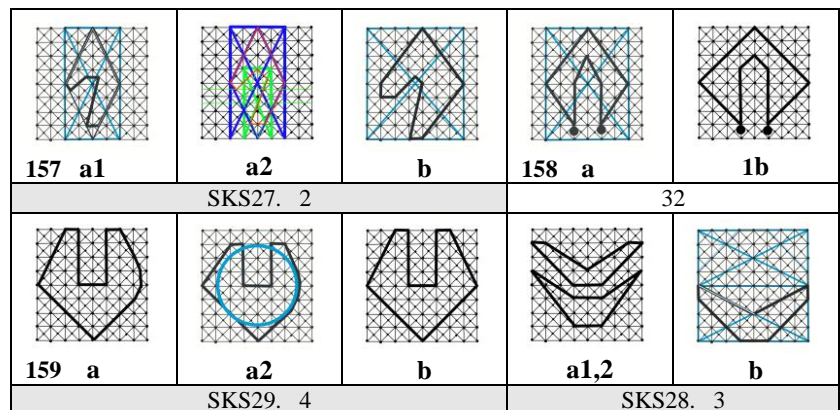 157 a1 a2 b 158 a 1b
SKS27. 2 32
159 a a2 b a1,2 b
SKS29. 4 SKS28. 3